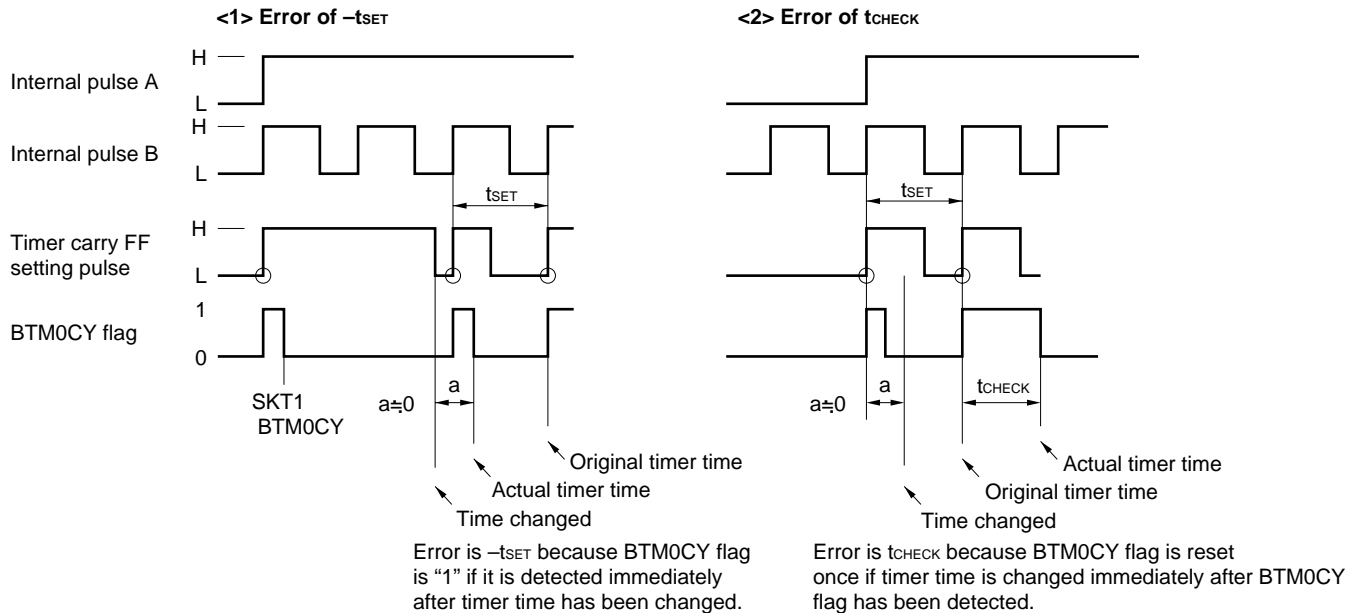 <1> Error of –tSET
<2> Error of tCHECK
Internal pulse A
H
L
Internal pulse B
H
L
tSET
tSET
Timer carry FF
setting pulse
H
L
BTM0CY flag
1
0
SKT1
BTM0CY
a≒0
a
Original timer time
Actual timer time
Time changed
a≒0
a
tCHECK
Actual timer time
Original timer time
Time changed
Error is –tSET because BTM0CY flag
is “1” if it is detected immediately
after timer time has been changed.
Error is tCHECK because BTM0CY flag is reset
once if timer time is changed immediately after BTM0CY
flag has been detected.